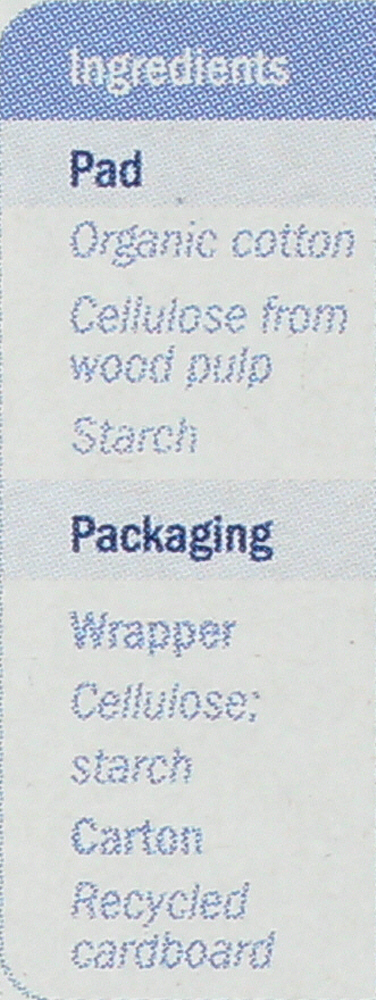 Ingredients
Pad
Organic cotton
Cellulose from
wood pulp
Starch
Packaging
Wrapper
Cellulose;
starch
Carton
Recycled
cardboard